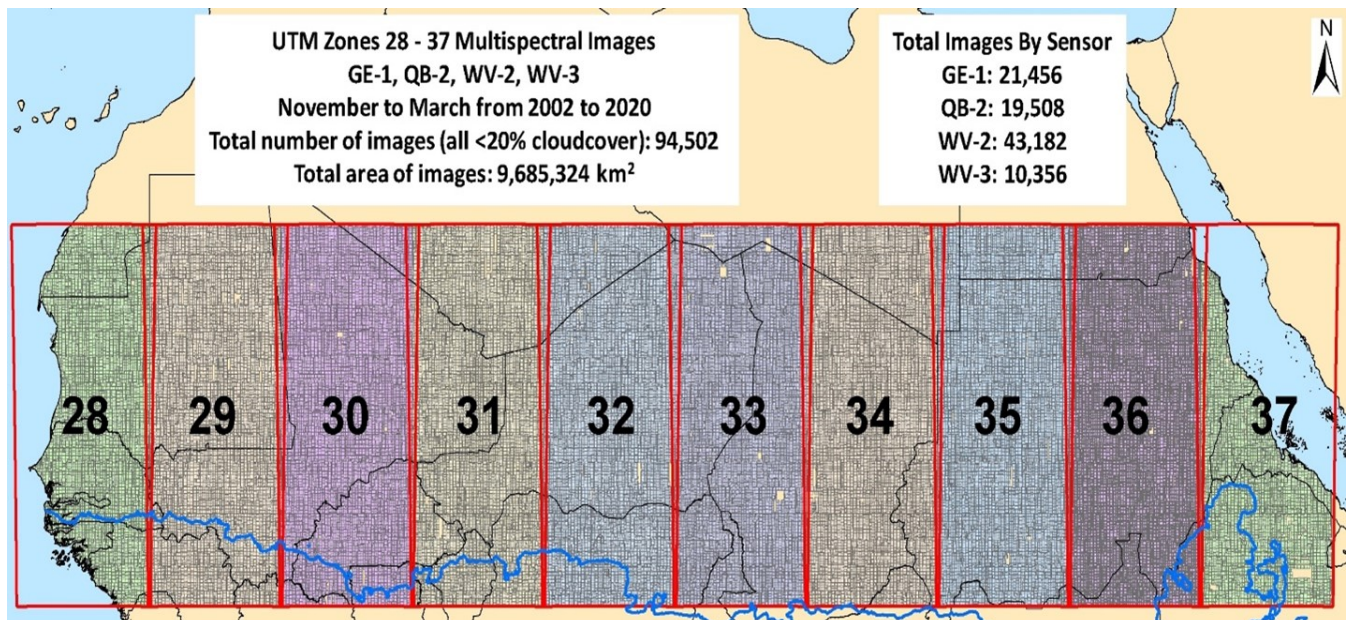 UTM Zones 28 - 37 Multispectral Images
GE-1, QB-2, WV-2, WV-3
November to March from 2002 to 2020
Total number of images (all <20% cloudcover): 94,502
Total area of images: 9,685,324 km²
Total Images By Sensor
GE-1: 21,456
QB-2: 19,508
WV-2: 43,182
WV-3: 10,356
N
28 29 30 31 32 33 34 35 36 37